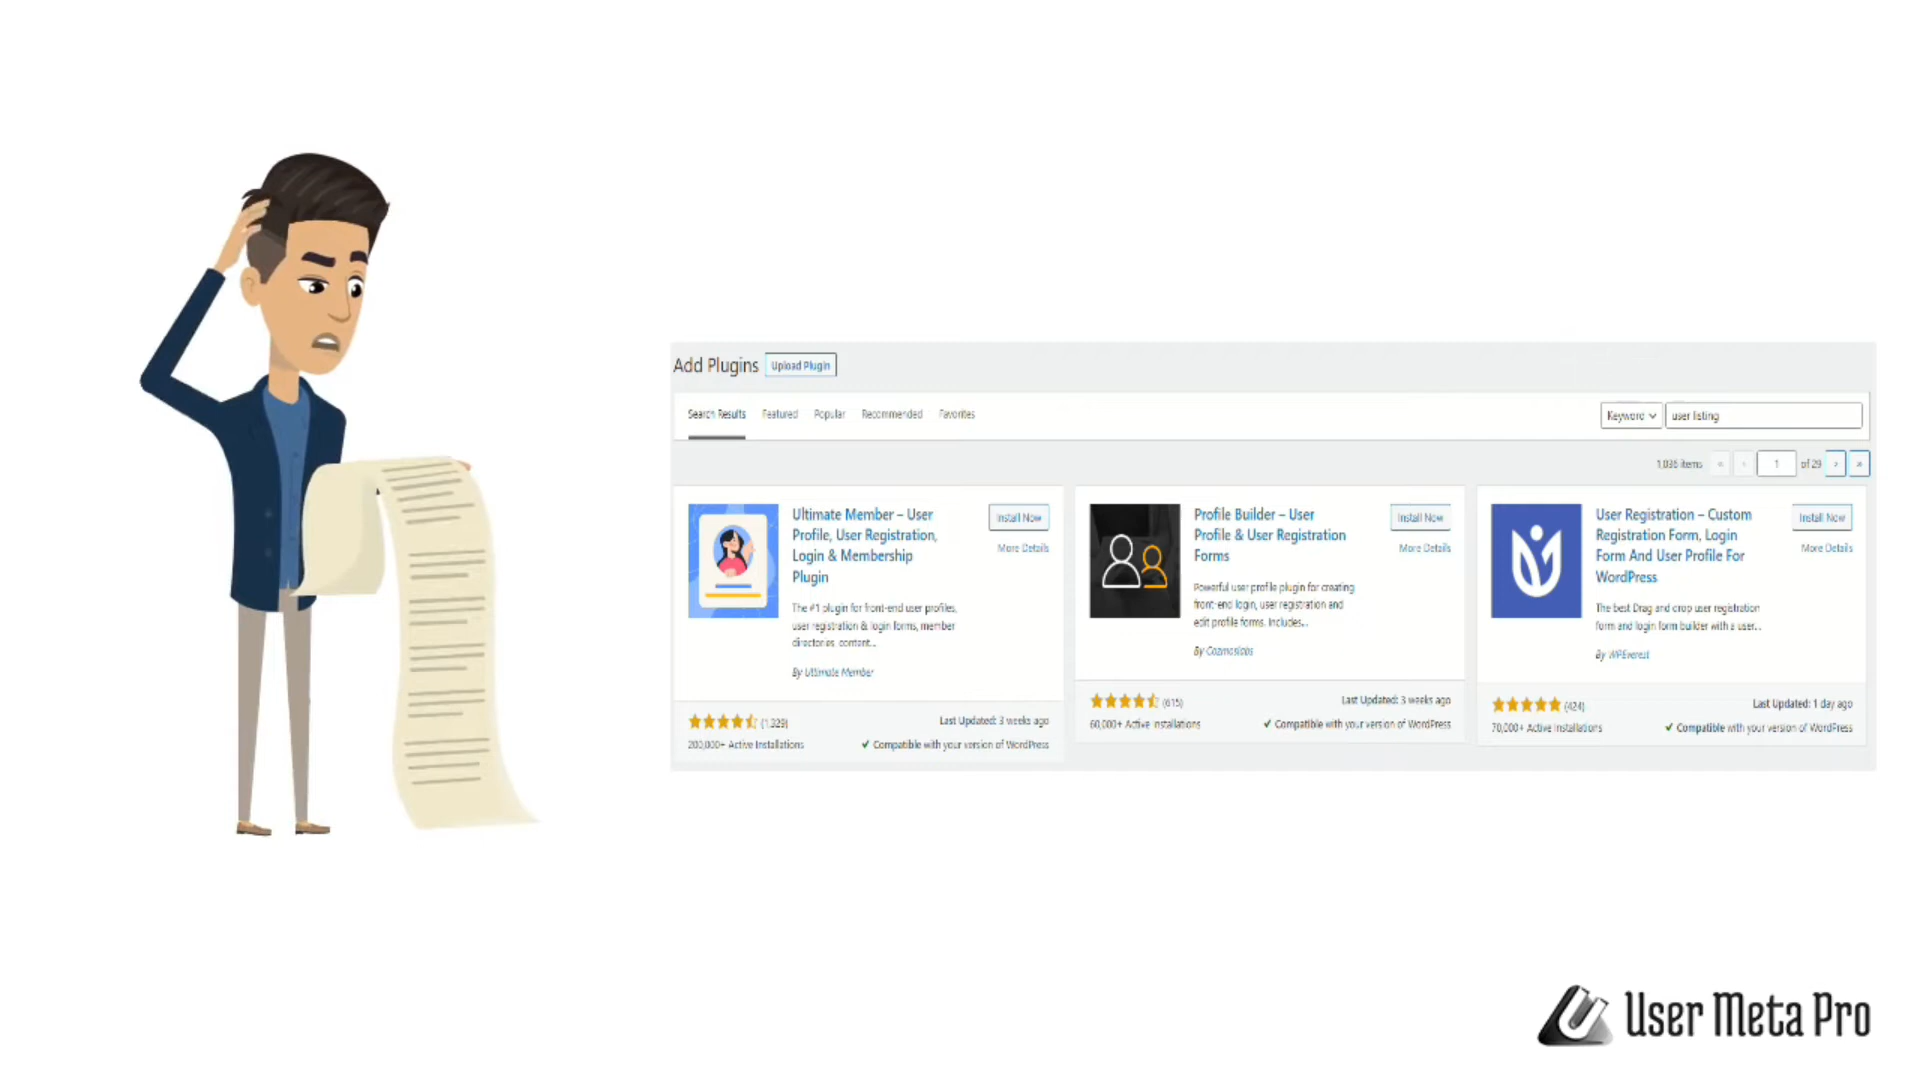 Add Plugins Upload Plugin
Search Results Featured Popular Recommended Favorites Keyword user listing
1,036 items « ‹ 1 of 29 › »
Ultimate Member – User
Profile, User Registration,
Login & Membership
Plugin
Install Now
More Details
The #1 plugin for front-end user profiles,
user registration & login forms, member
directories, content...
By Ultimate Member
(1,329)
Last Updated: 3 weeks ago
200,000+ Active Installations
✔ Compatible with your version of WordPress
Profile Builder – User
Profile & User Registration
Forms
Install Now
More Details
Powerful user profile plugin for creating
front-end login, user registration and
edit profile forms. Includes...
By Cozmoslabs
(615)
Last Updated: 3 weeks ago
60,000+ Active Installations
✔ Compatible with your version of WordPress
User Registration – Custom
Registration Form, Login
Form And User Profile For
WordPress
Install Now
More Details
The best Drag and drop user registration
form and login form builder with a user...
By WPEverest
(424)
Last Updated: 1 day ago
70,000+ Active Installations
✔ Compatible with your version of WordPress
User Meta Pro